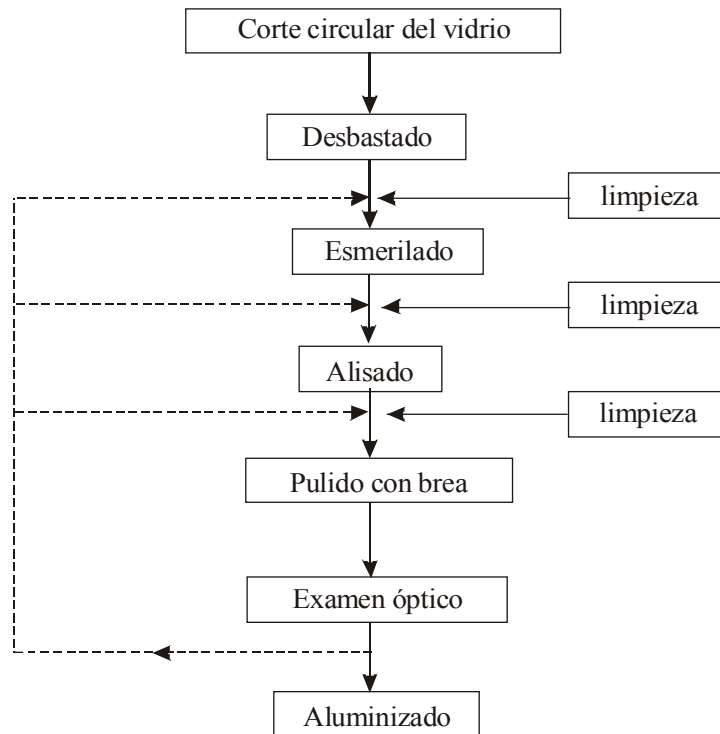 Corte circular del vidrio
Desbastado
limpieza
Esmerilado
limpieza
Alisado
limpieza
Pulido con brea
Examen óptico
Aluminizado